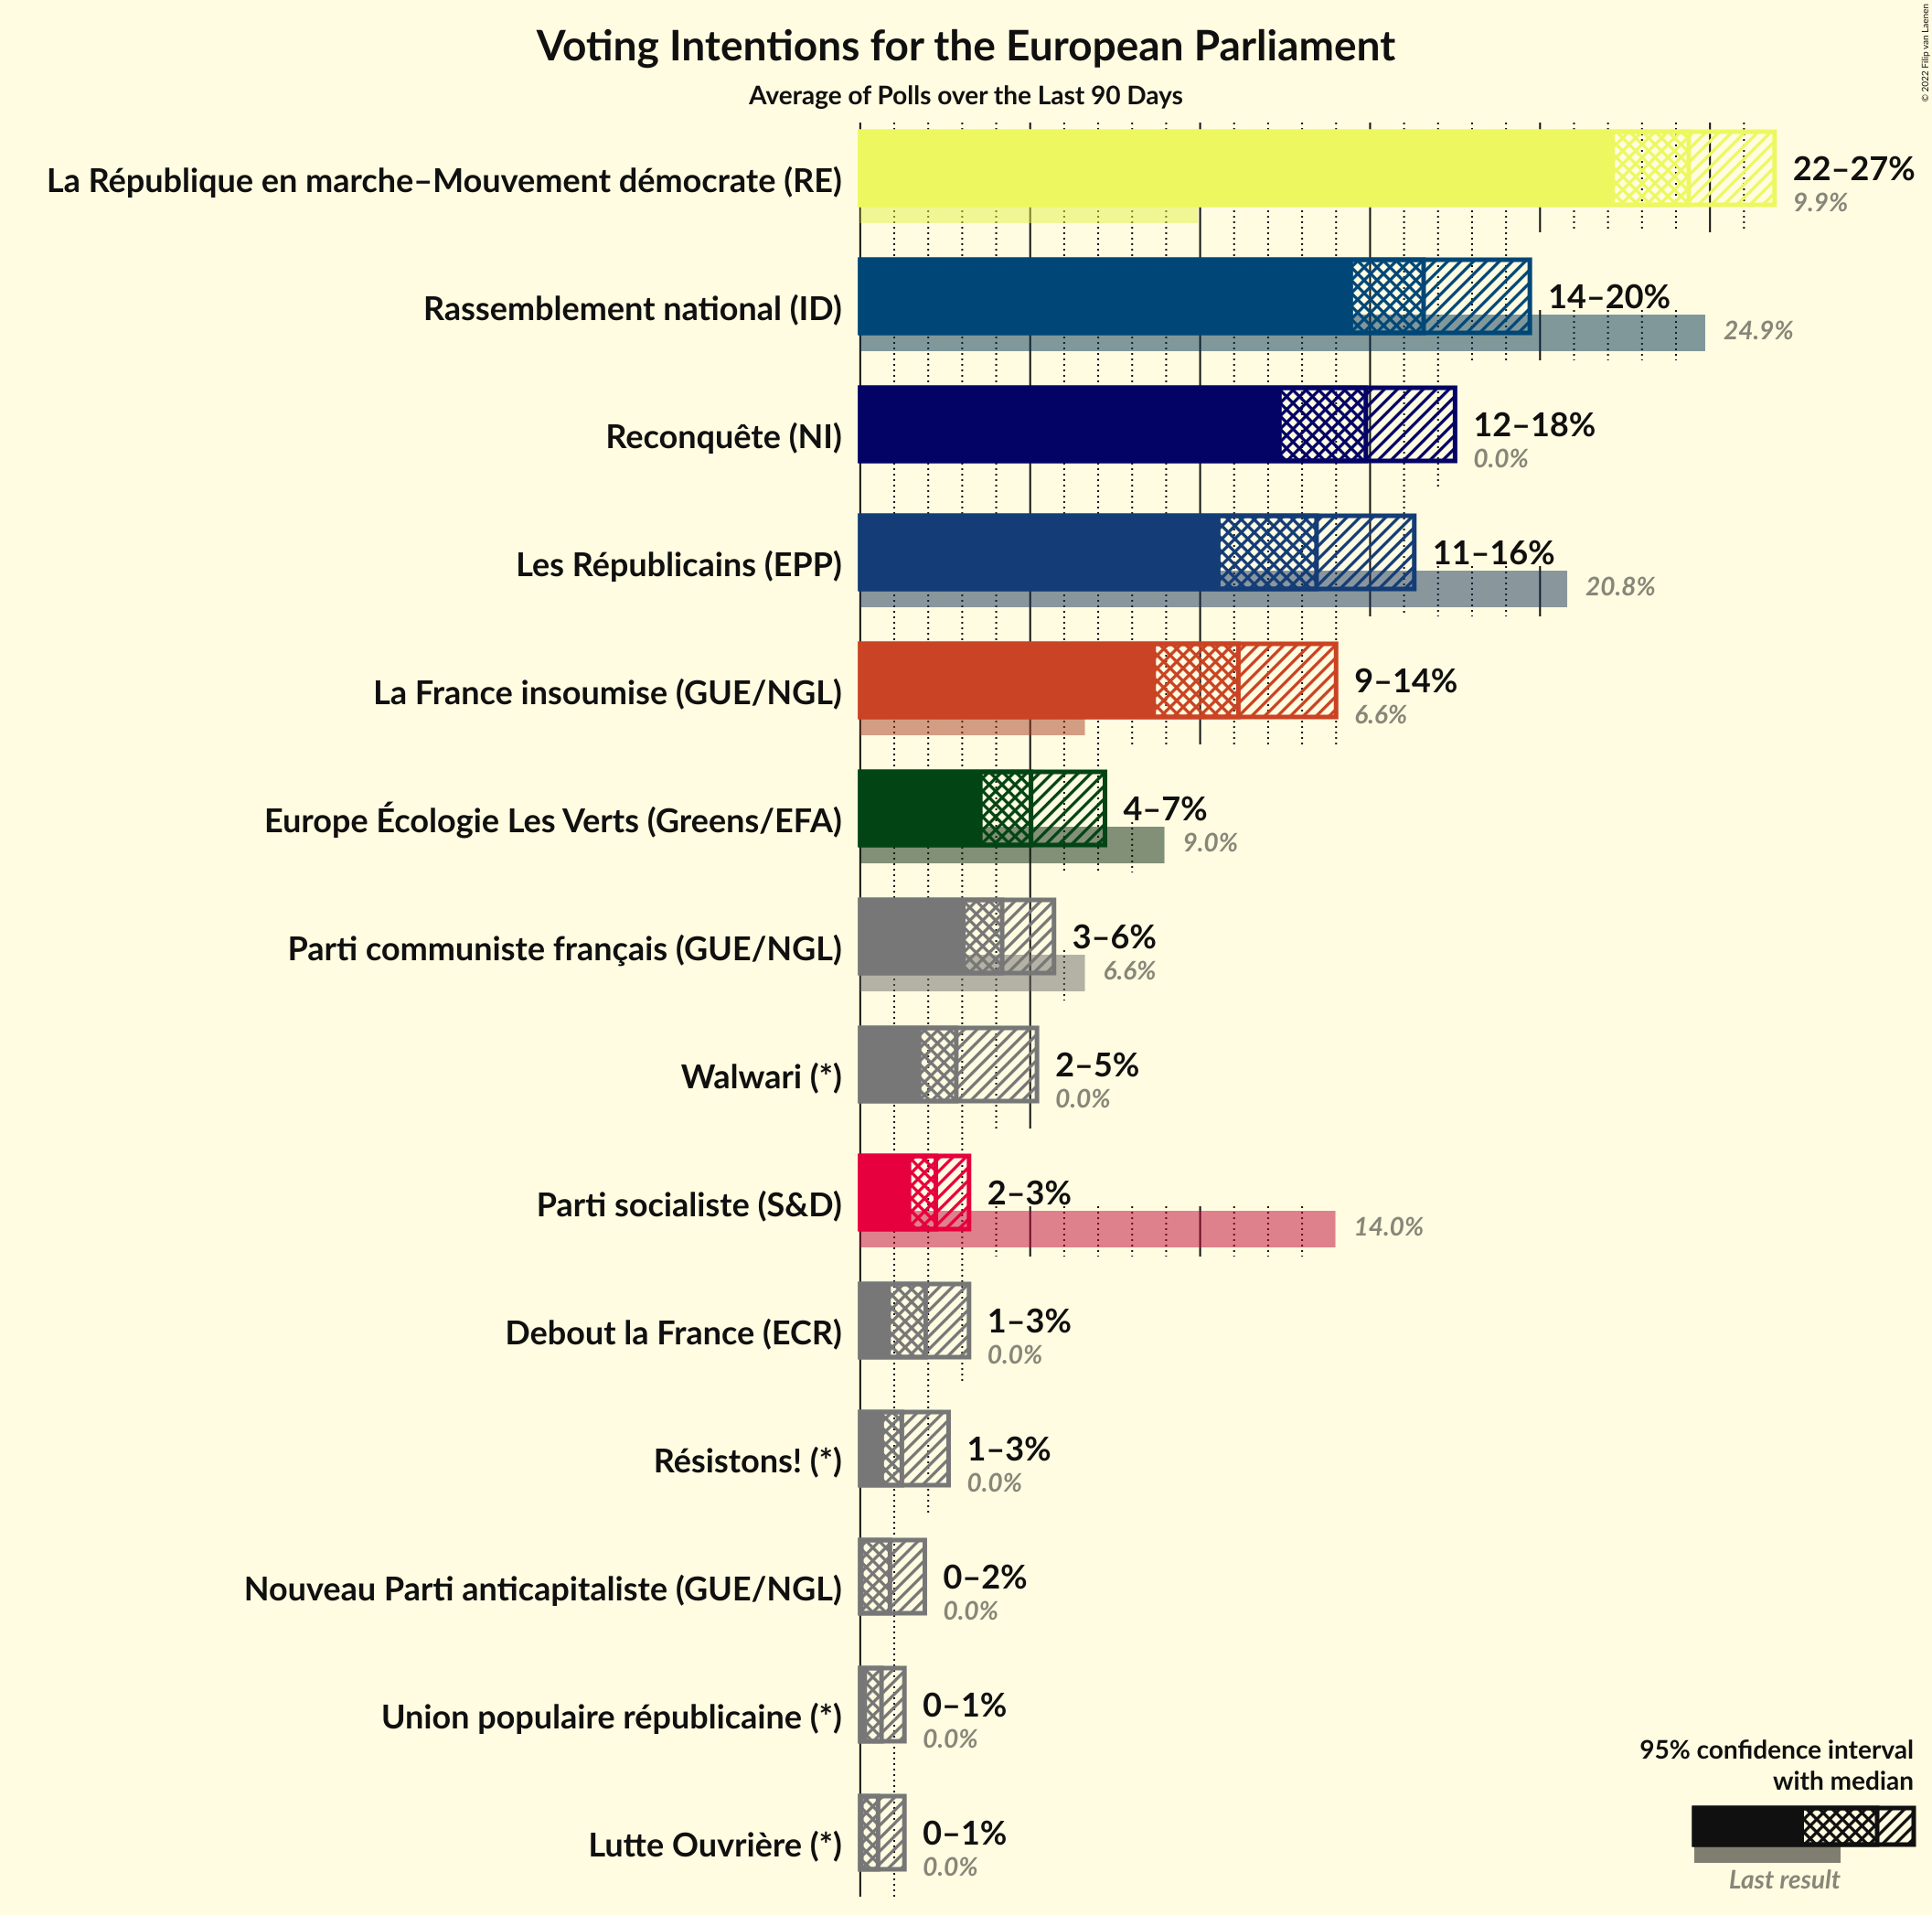 © 2022 Filip van Laenen
Voting Intentions for the European Parliament
Average of Polls over the Last 90 Days
La République en marche–Mouvement démocrate (RE)
22–27%
9.9%
Rassemblement national (ID)
14–20%
24.9%
Reconquête (NI)
12–18%
0.0%
Les Républicains (EPP)
11–16%
20.8%
La France insoumise (GUE/NGL)
9–14%
6.6%
Europe Écologie Les Verts (Greens/EFA)
4–7%
9.0%
Parti communiste français (GUE/NGL)
3–6%
6.6%
Walwari (*)
2–5%
0.0%
Parti socialiste (S&D)
2–3%
14.0%
Debout la France (ECR)
1–3%
0.0%
Résistons! (*)
1–3%
0.0%
Nouveau Parti anticapitaliste (GUE/NGL)
0–2%
0.0%
Union populaire républicaine (*)
0–1%
0.0%
Lutte Ouvrière (*)
0–1%
0.0%
95% confidence interval
with median
Last result